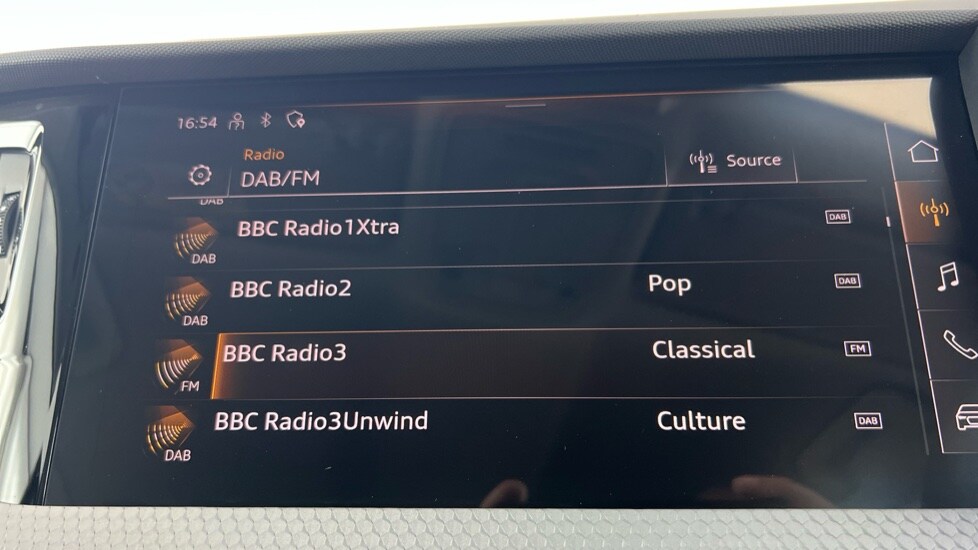 16:54
Radio
DAB/FM
Source
DAB
BBC Radio1Xtra
DAB
DAB
BBC Radio2
Pop
DAB
DAB
BBC Radio3
Classical
FM
FM
BBC Radio3Unwind
Culture
DAB
DAB